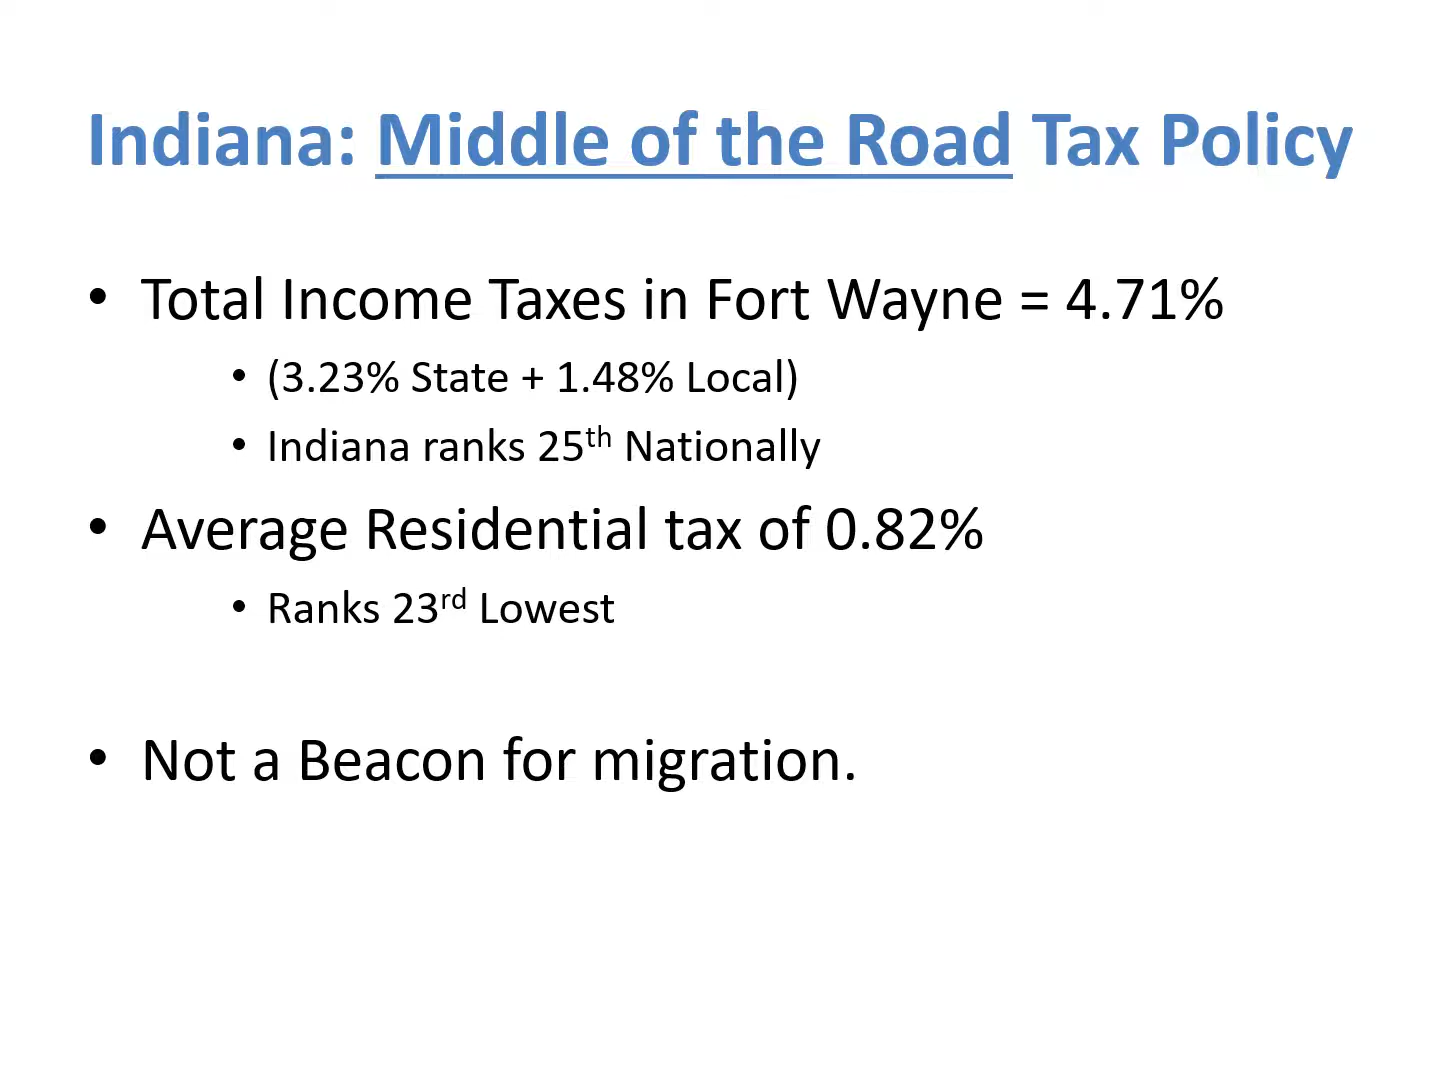 Indiana: Middle of the Road Tax Policy
• Total Income Taxes in Fort Wayne = 4.71%
• (3.23% State + 1.48% Local)
• Indiana ranks 25th Nationally
• Average Residential tax of 0.82%
• Ranks 23rd Lowest
• Not a Beacon for migration.